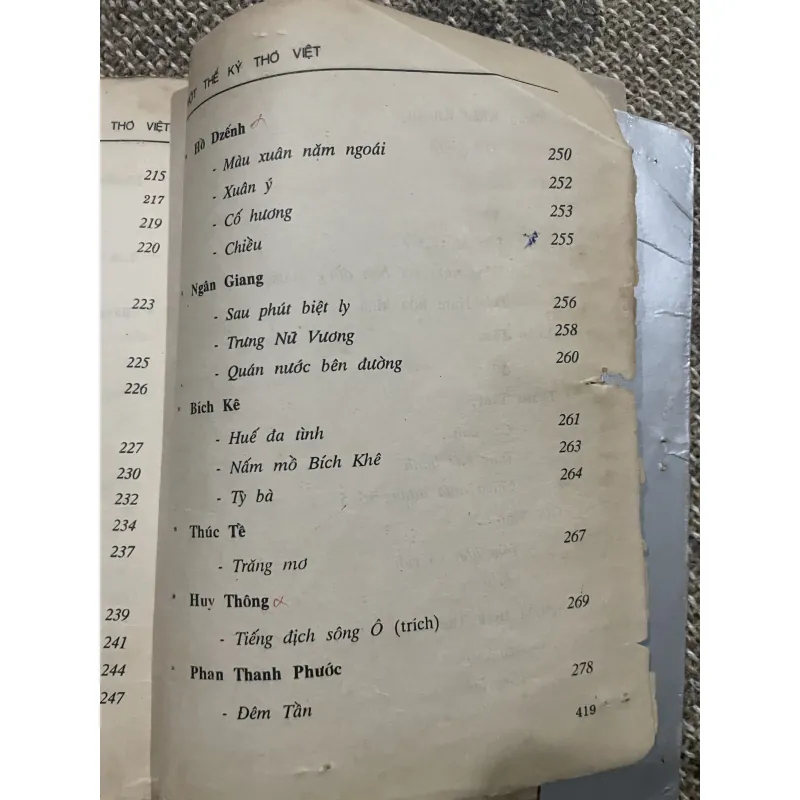 THƠ VIỆT
215
217
219
220
223
225
226
227
230
232
234
237
239
241
244
247
THẾ KỶ THƠ VIỆT
* Hồ Dzếnh
- Màu xuân năm ngoái 250
- Xuân ý 252
- Cố hương 253
- Chiều 255
* Ngân Giang
- Sau phút biệt ly 256
- Trưng Nữ Vương 258
- Quán nước bên đường 260
* Bích Kê
- Huế đa tình 261
- Nấm mồ Bích Khê 263
- Tỳ bà 264
* Thúc Tề
- Trăng mơ 267
* Huy Thông
- Tiếng địch sông Ô (trích) 269
* Phan Thanh Phước
- Đêm Tần 278
419